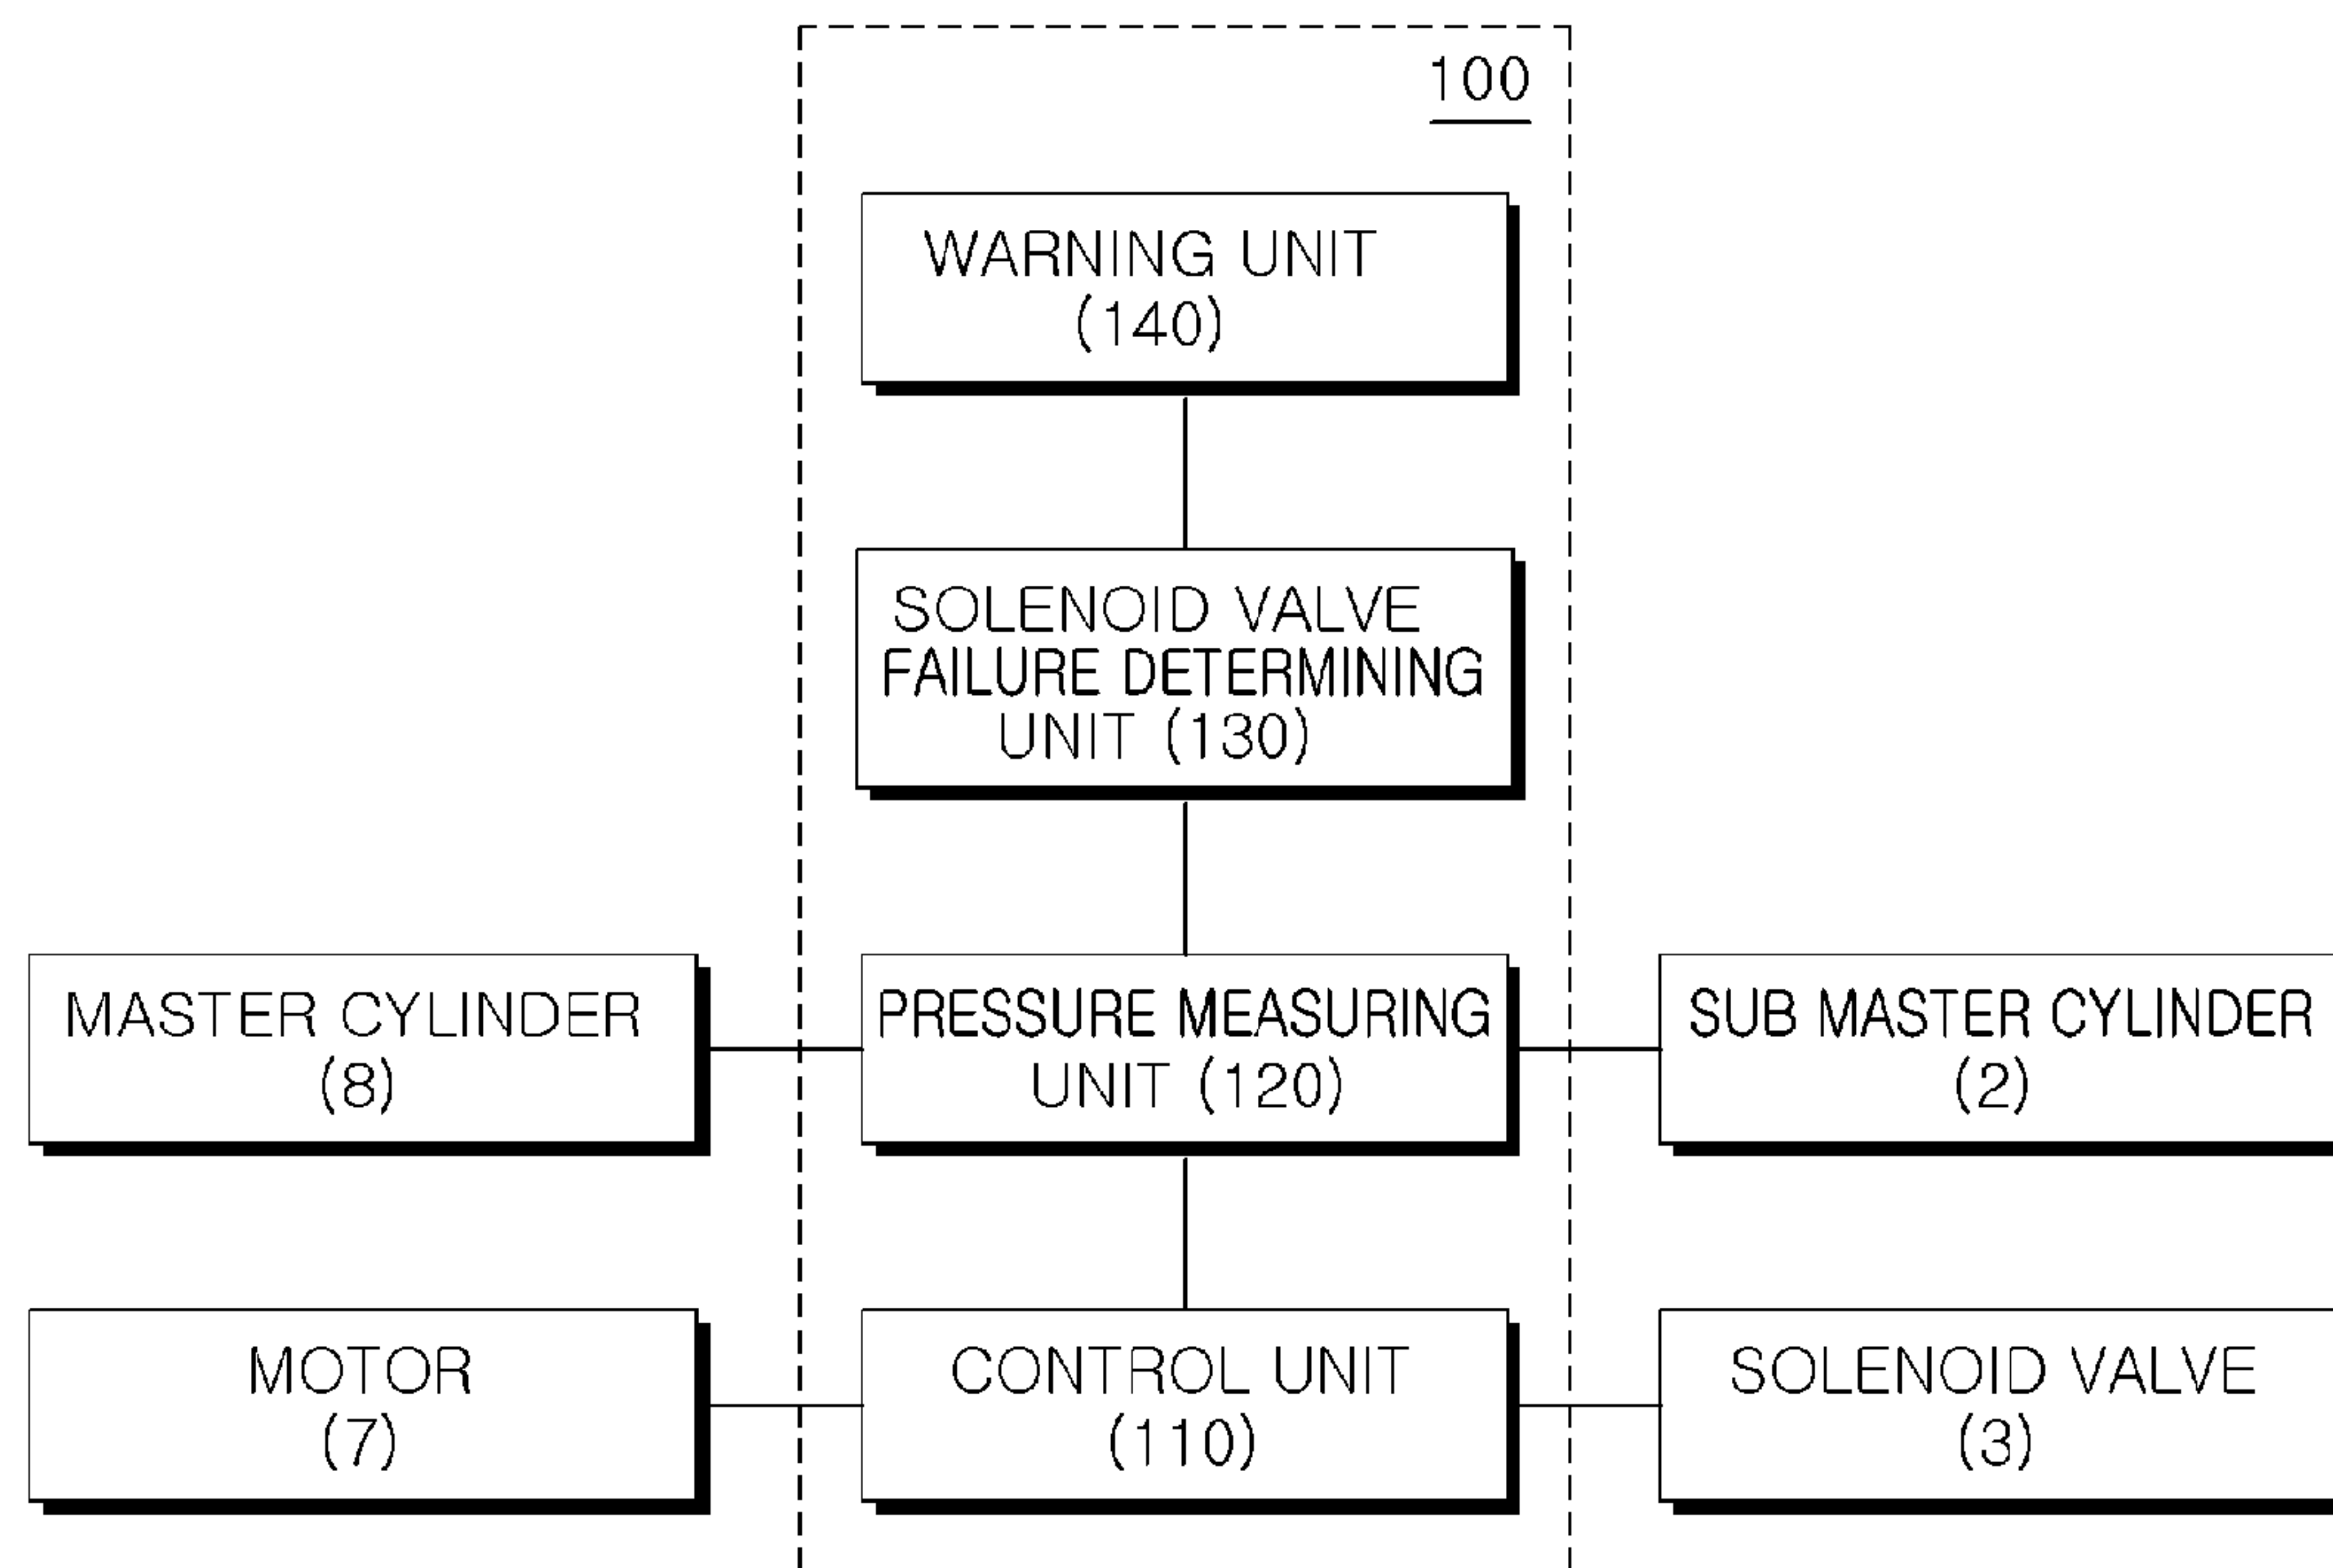 100
WARNING UNIT
(140)
SOLENOID VALVE
FAILURE DETERMINING
UNIT (130)
MASTER CYLINDER
(8)
PRESSURE MEASURING
UNIT (120)
SUB MASTER CYLINDER
(2)
MOTOR
(7)
CONTROL UNIT
(110)
SOLENOID VALVE
(3)